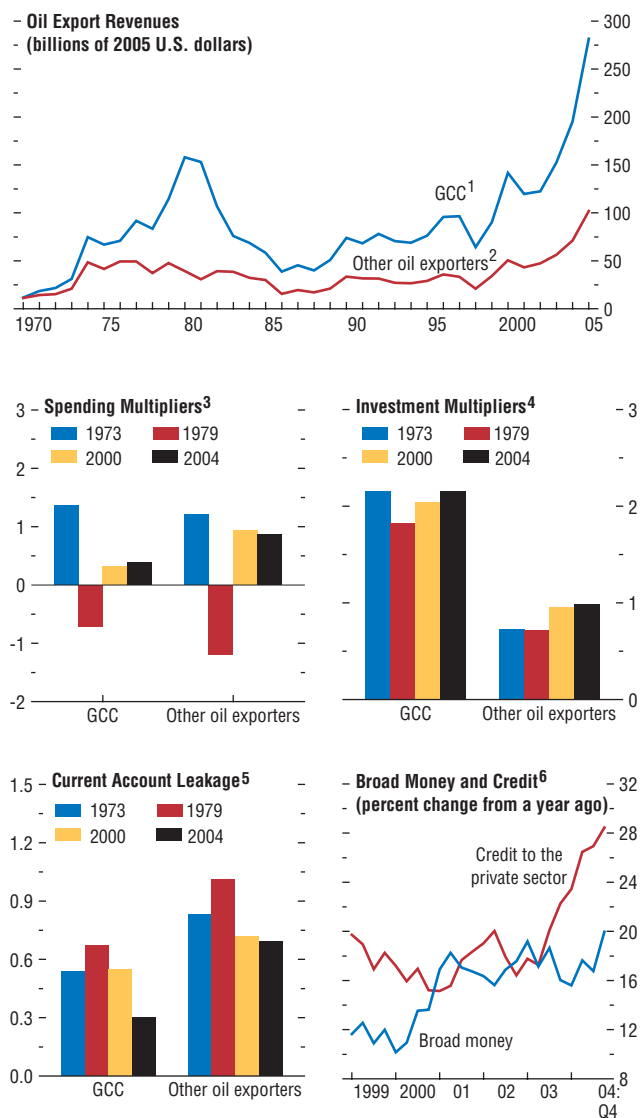 Oil Export Revenues
(billions of 2005 U.S. dollars)
300
250
200
150
100
50
0
GCC1
Other oil exporters2
1970 75 80 85 90 95 2000 05
Spending Multipliers3
1973 1979
2000 2004
3
2
1
0
-1
-2
GCC Other oil exporters
Investment Multipliers4
1973 1979
2000 2004
3
2
1
0
GCC Other oil exporters
Current Account Leakage5
1973 1979
2000 2004
1.5
1.2
0.9
0.6
0.3
0.0
GCC Other oil exporters
Broad Money and Credit6
(percent change from a year ago)
32
28
24
20
16
12
8
Credit to the
private sector
Broad money
1999 2000 01 02 03 04:
Q4